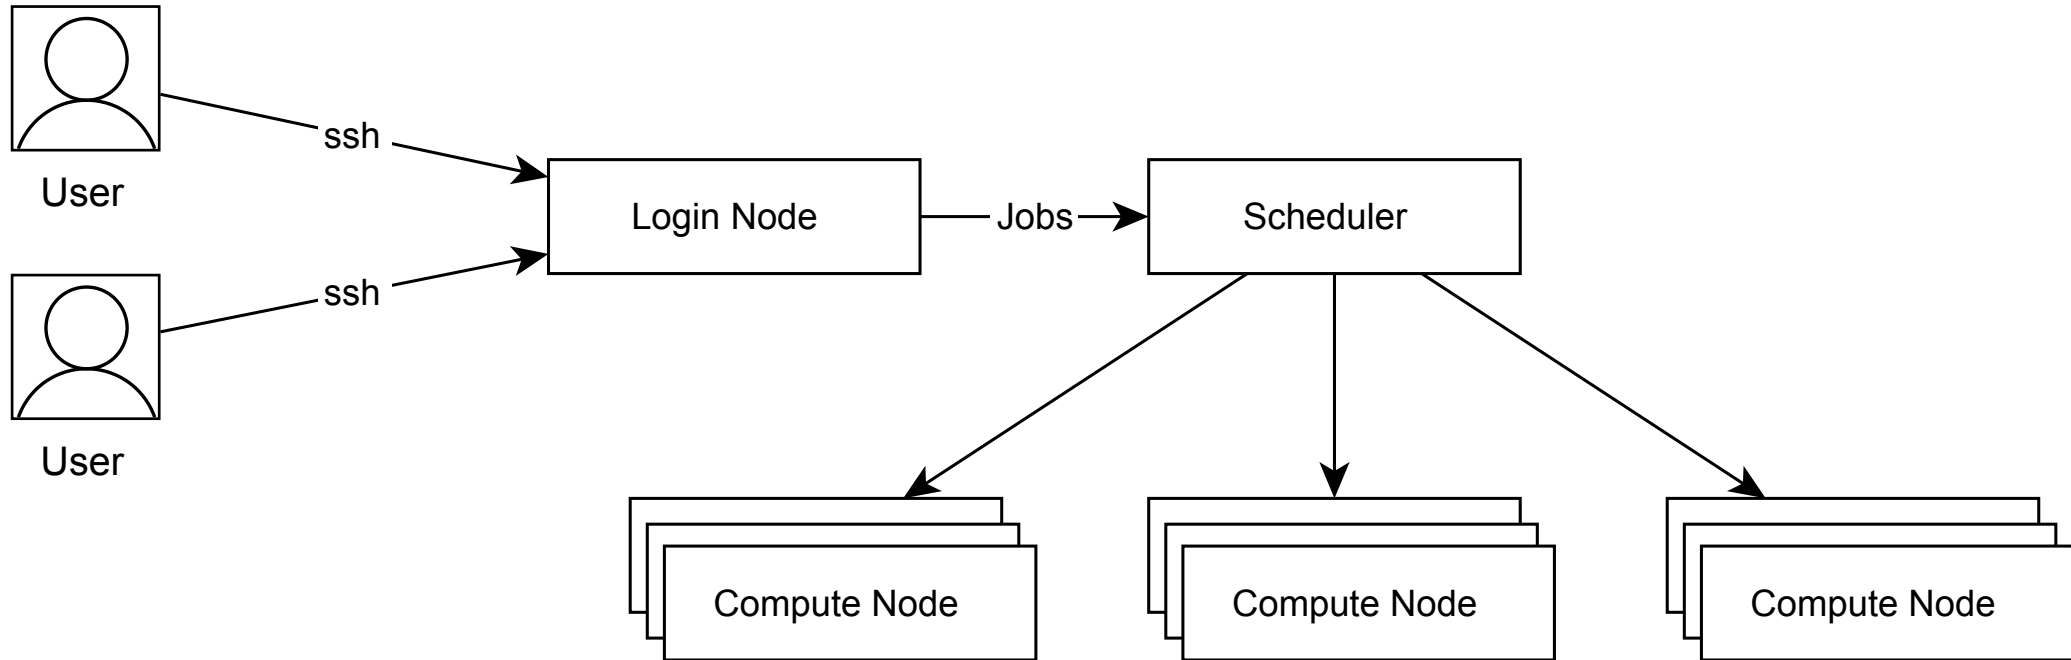 ssh
User
Login Node
Jobs
Scheduler
ssh
User
Compute Node
Compute Node
Compute Node